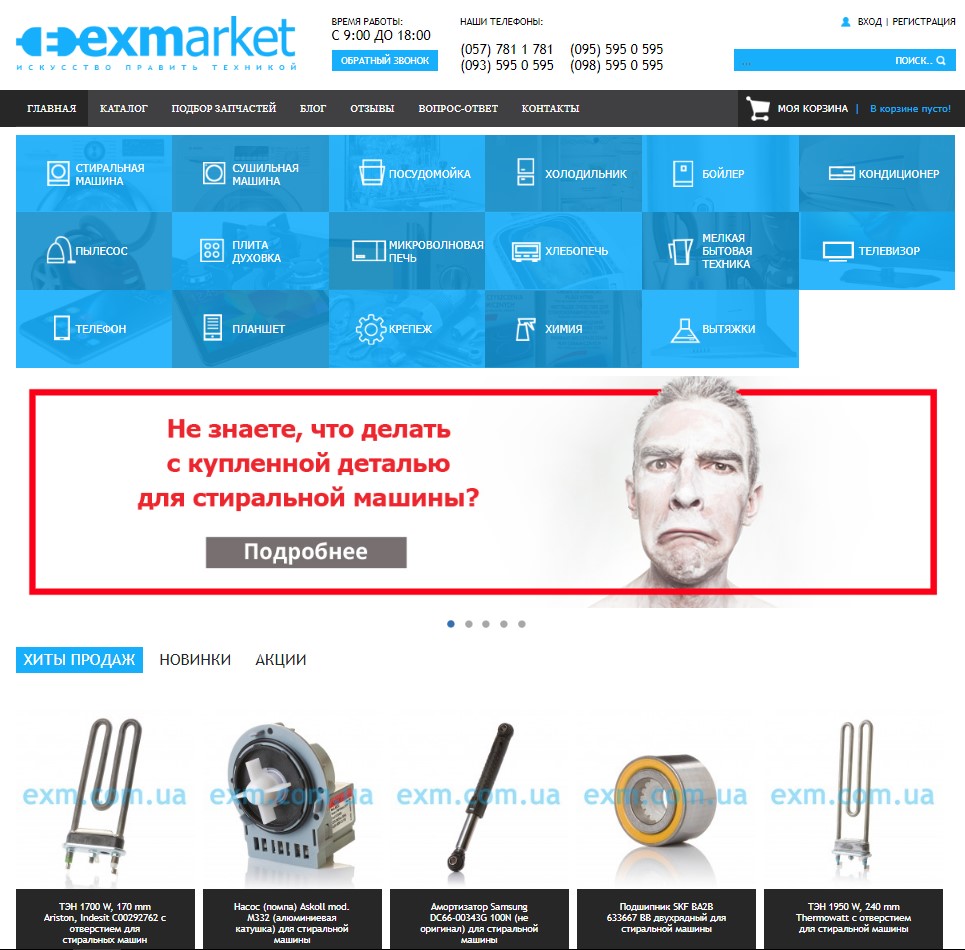 exmarket
ИСКУССТВО ПРАВИТЬ ТЕХНИКОЙ
ВРЕМЯ РАБОТЫ:
С 9:00 ДО 18:00
ОБРАТНЫЙ ЗВОНОК
НАШИ ТЕЛЕФОНЫ:
(057) 781 1 781 (095) 595 0 595
(093) 595 0 595 (098) 595 0 595
ВХОД | РЕГИСТРАЦИЯ
... ПОИСК..
ГЛАВНАЯ КАТАЛОГ ПОДБОР ЗАПЧАСТЕЙ БЛОГ ОТЗЫВЫ ВОПРОС-ОТВЕТ КОНТАКТЫ
МОЯ КОРЗИНА | В корзине пусто!
СТИРАЛЬНАЯ
МАШИНА
СУШИЛЬНАЯ
МАШИНА
ПОСУДОМОЙКА
ХОЛОДИЛЬНИК
БОЙЛЕР
КОНДИЦИОНЕР
ПЫЛЕСОС
ПЛИТА
ДУХОВКА
МИКРОВОЛНОВАЯ
ПЕЧЬ
ХЛЕБОПЕЧЬ
МЕЛКАЯ
БЫТОВАЯ
ТЕХНИКА
ТЕЛЕВИЗОР
ТЕЛЕФОН
ПЛАНШЕТ
КРЕПЕЖ
ХИМИЯ
ВЫТЯЖКИ
Не знаете, что делать
с купленной деталью
для стиральной машины?
Подробнее
ХИТЫ ПРОДАЖ НОВИНКИ АКЦИИ
exm.com.ua
exm.com.ua
exm.com.ua
exm.com.ua
exm.com.ua
ТЭН 1700 W, 170 mm
Ariston, Indesit C00292762 с
отверстием для
стиральных машин
Насос (помпа) Askoll mod.
M332 (алюминиевая
катушка) для стиральной
машины
Амортизатор Samsung
DC66-00343G 100N (не
оригинал) для стиральной
машины
Подшипник SKF BA2B
633667 BB двухрядный для
стиральной машины
ТЭН 1950 W, 240 mm
Thermowatt с отверстием
для стиральной машины